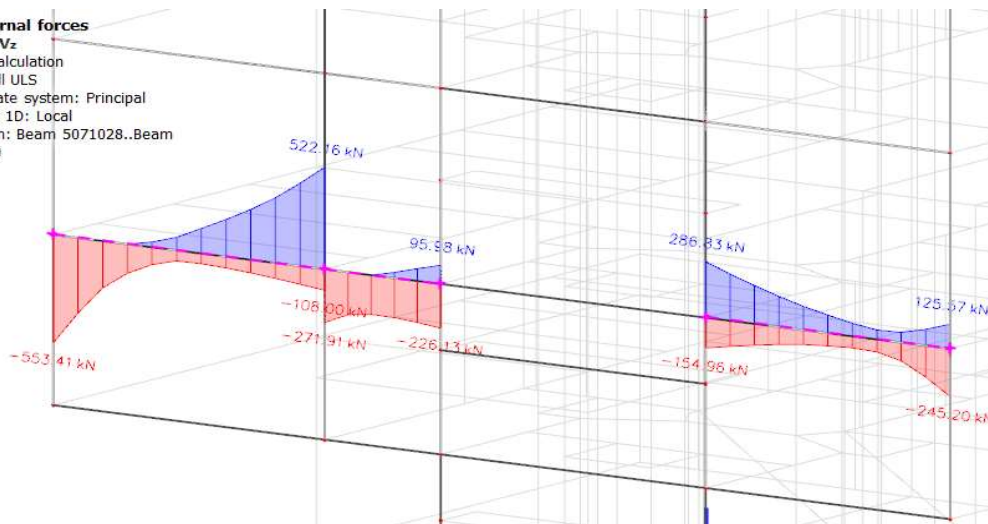 rnal forces
Vz
alculation
ll ULS
ate system: Principal
1D: Local
n: Beam 5071028..Beam
522.16 kN
95.98 kN
286.83 kN
125.57 kN
-108.00 kN
-271.91 kN
-226.13 kN
-553.41 kN
-154.96 kN
-245.20 kN